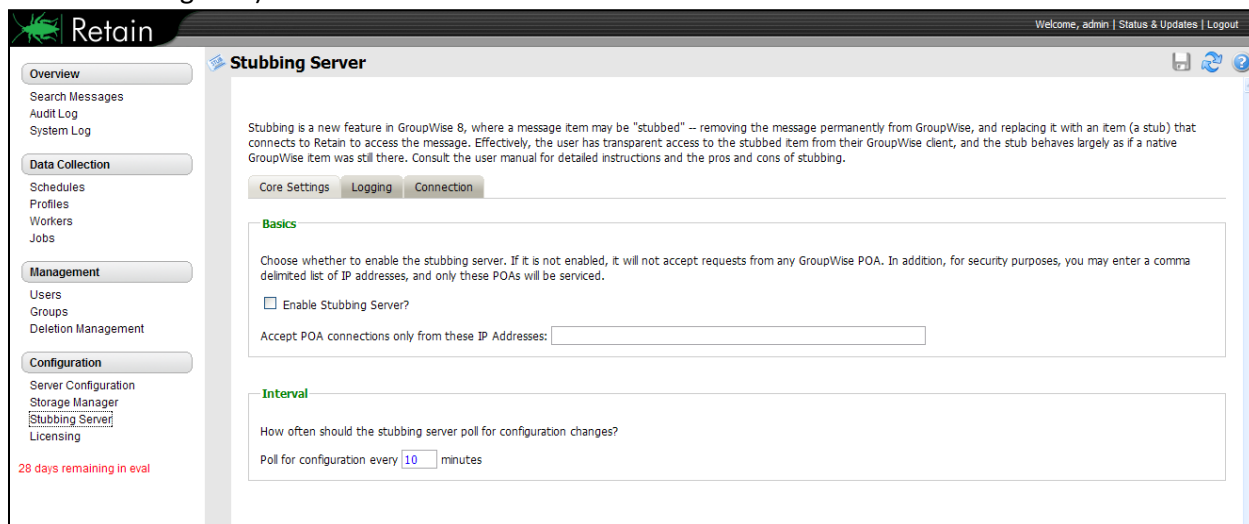 Retain
Welcome, admin | Status & Updates | Logout
Overview
Search Messages
Audit Log
System Log
Data Collection
Schedules
Profiles
Workers
Jobs
Management
Users
Groups
Deletion Management
Configuration
Server Configuration
Storage Manager
Stubbing Server
Licensing
28 days remaining in eval
Stubbing Server
Stubbing is a new feature in GroupWise 8, where a message item may be "stubbed" -- removing the message permanently from GroupWise, and replacing it with an item (a stub) that
connects to Retain to access the message. Effectively, the user has transparent access to the stubbed item from their GroupWise client, and the stub behaves largely as if a native
GroupWise item was still there. Consult the user manual for detailed instructions and the pros and cons of stubbing.
Core Settings Logging Connection
Basics
Choose whether to enable the stubbing server. If it is not enabled, it will not accept requests from any GroupWise POA. In addition, for security purposes, you may enter a comma
delimited list of IP addresses, and only these POAs will be serviced.
Enable Stubbing Server?
Accept POA connections only from these IP Addresses:
Interval
How often should the stubbing server poll for configuration changes?
Poll for configuration every 10 minutes